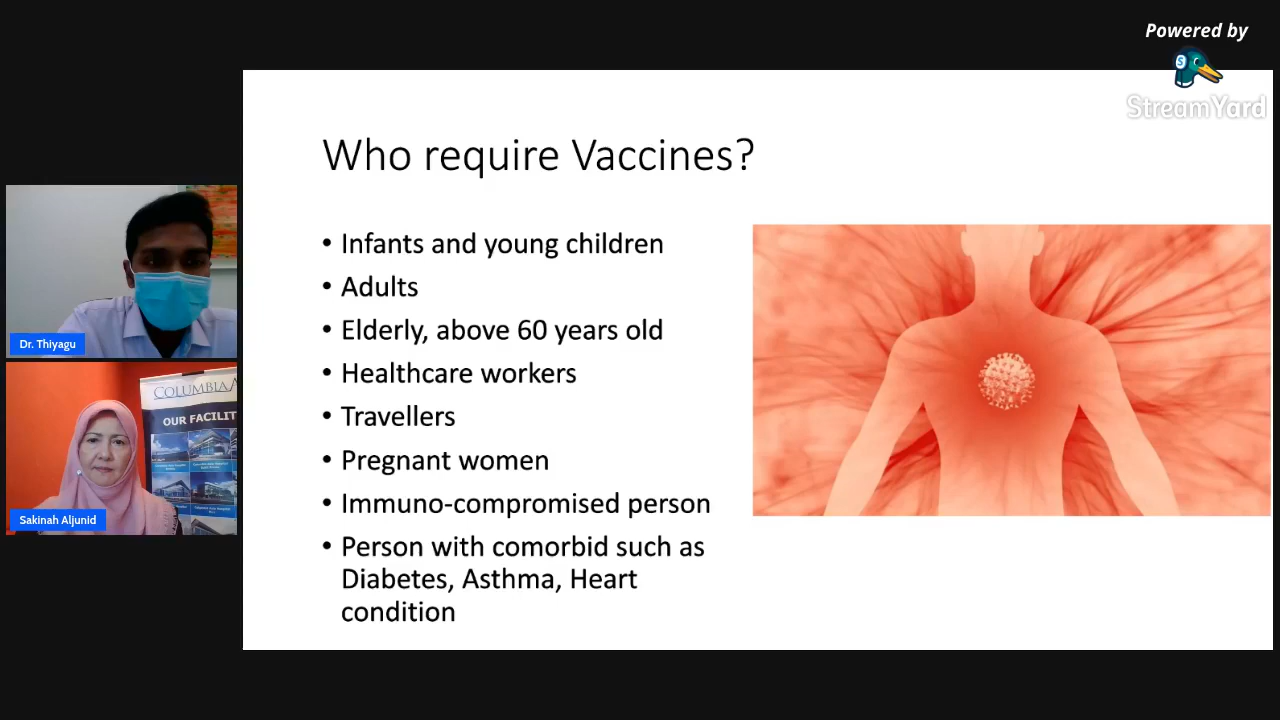 Powered by
StreamYard
Who require Vaccines?
• Infants and young children
• Adults
• Elderly, above 60 years old
• Healthcare workers
• Travellers
• Pregnant women
• Immuno-compromised person
• Person with comorbid such as
Diabetes, Asthma, Heart
condition
Dr. Thiyagu
COLUMBIA
OUR FACILIT
Sakinah Aljunid